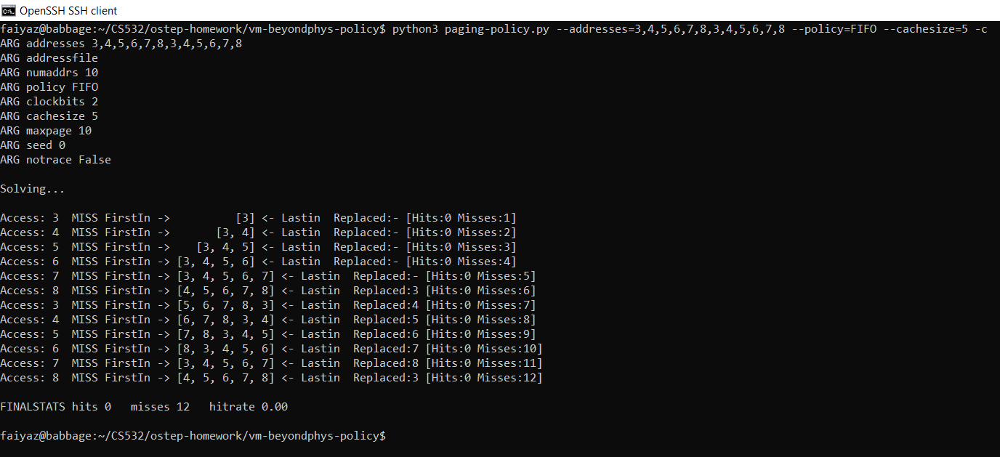 OpenSSH SSH client
faiyaz@babbage:~/CS532/ostep-homework/vm-beyondphys-policy$ python3 paging-policy.py --addresses=3,4,5,6,7,8,3,4,5,6,7,8 --policy=FIFO --cachesize=5 -c
ARG addresses 3,4,5,6,7,8,3,4,5,6,7,8
ARG addressfile
ARG numaddrs 10
ARG policy FIFO
ARG clockbits 2
ARG cachesize 5
ARG maxpage 10
ARG seed 0
ARG notrace False
Solving...
Access: 3  MISS FirstIn ->          [3] <- Lastin  Replaced:- [Hits:0 Misses:1]
Access: 4  MISS FirstIn ->       [3, 4] <- Lastin  Replaced:- [Hits:0 Misses:2]
Access: 5  MISS FirstIn ->    [3, 4, 5] <- Lastin  Replaced:- [Hits:0 Misses:3]
Access: 6  MISS FirstIn -> [3, 4, 5, 6] <- Lastin  Replaced:- [Hits:0 Misses:4]
Access: 7  MISS FirstIn -> [3, 4, 5, 6, 7] <- Lastin  Replaced:- [Hits:0 Misses:5]
Access: 8  MISS FirstIn -> [4, 5, 6, 7, 8] <- Lastin  Replaced:3 [Hits:0 Misses:6]
Access: 3  MISS FirstIn -> [5, 6, 7, 8, 3] <- Lastin  Replaced:4 [Hits:0 Misses:7]
Access: 4  MISS FirstIn -> [6, 7, 8, 3, 4] <- Lastin  Replaced:5 [Hits:0 Misses:8]
Access: 5  MISS FirstIn -> [7, 8, 3, 4, 5] <- Lastin  Replaced:6 [Hits:0 Misses:9]
Access: 6  MISS FirstIn -> [8, 3, 4, 5, 6] <- Lastin  Replaced:7 [Hits:0 Misses:10]
Access: 7  MISS FirstIn -> [3, 4, 5, 6, 7] <- Lastin  Replaced:8 [Hits:0 Misses:11]
Access: 8  MISS FirstIn -> [4, 5, 6, 7, 8] <- Lastin  Replaced:3 [Hits:0 Misses:12]
FINALSTATS hits 0   misses 12   hitrate 0.00
faiyaz@babbage:~/CS532/ostep-homework/vm-beyondphys-policy$